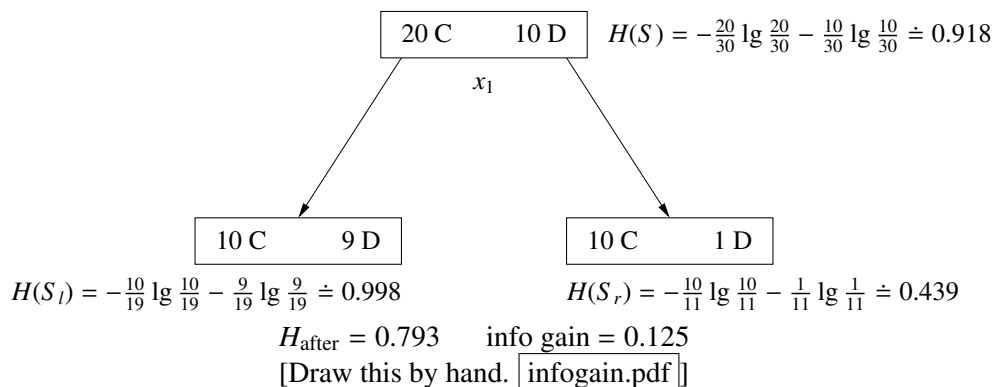 20 C 10 D H(S) = −20/30 lg 20/30 − 10/30 lg 10/30 ≐ 0.918
x₁
10 C 9 D 10 C 1 D
H(Sₗ) = −10/19 lg 10/19 − 9/19 lg 9/19 ≐ 0.998 H(Sᵣ) = −10/11 lg 10/11 − 1/11 lg 1/11 ≐ 0.439
H_after = 0.793 info gain = 0.125
[Draw this by hand. infogain.pdf ]